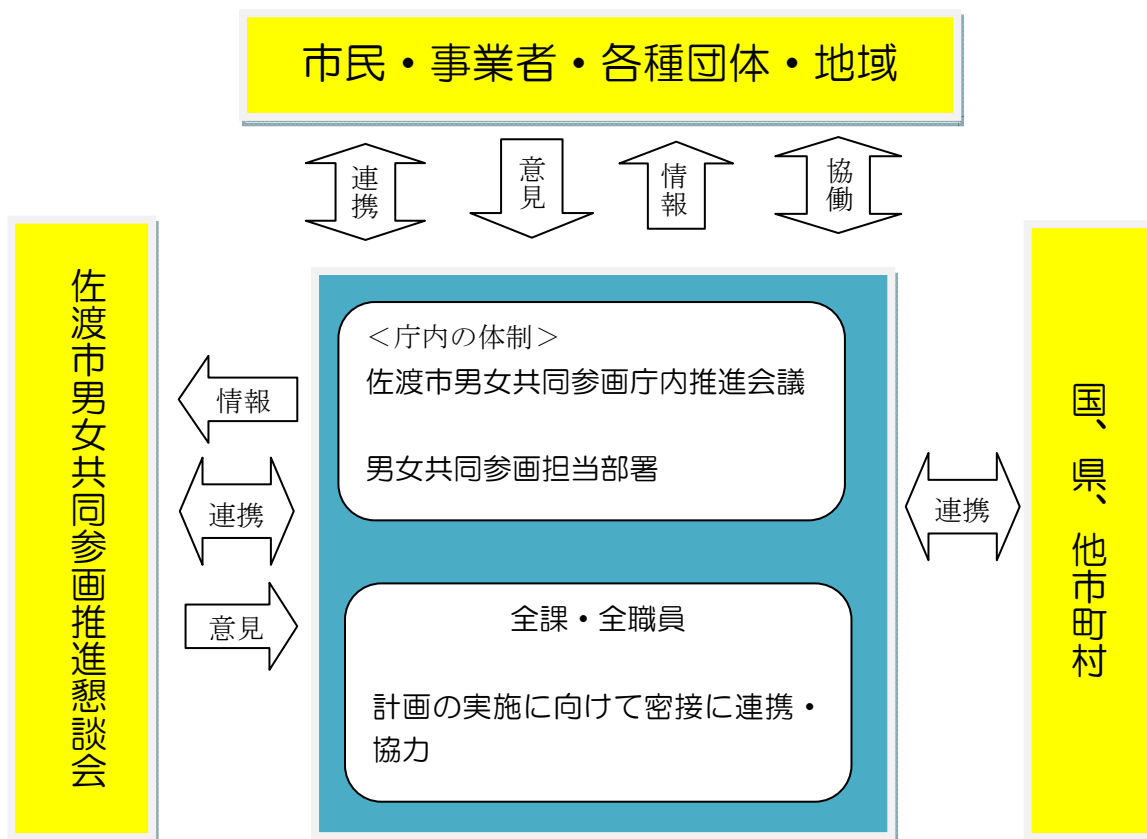 市民・事業者・各種団体・地域
連携
意見
情報
協働
佐渡市男女共同参画推進懇談会
情報
連携
意見
＜庁内の体制＞
佐渡市男女共同参画庁内推進会議
男女共同参画担当部署
全課・全職員
計画の実施に向けて密接に連携・
協力
連携
国、県、他市町村